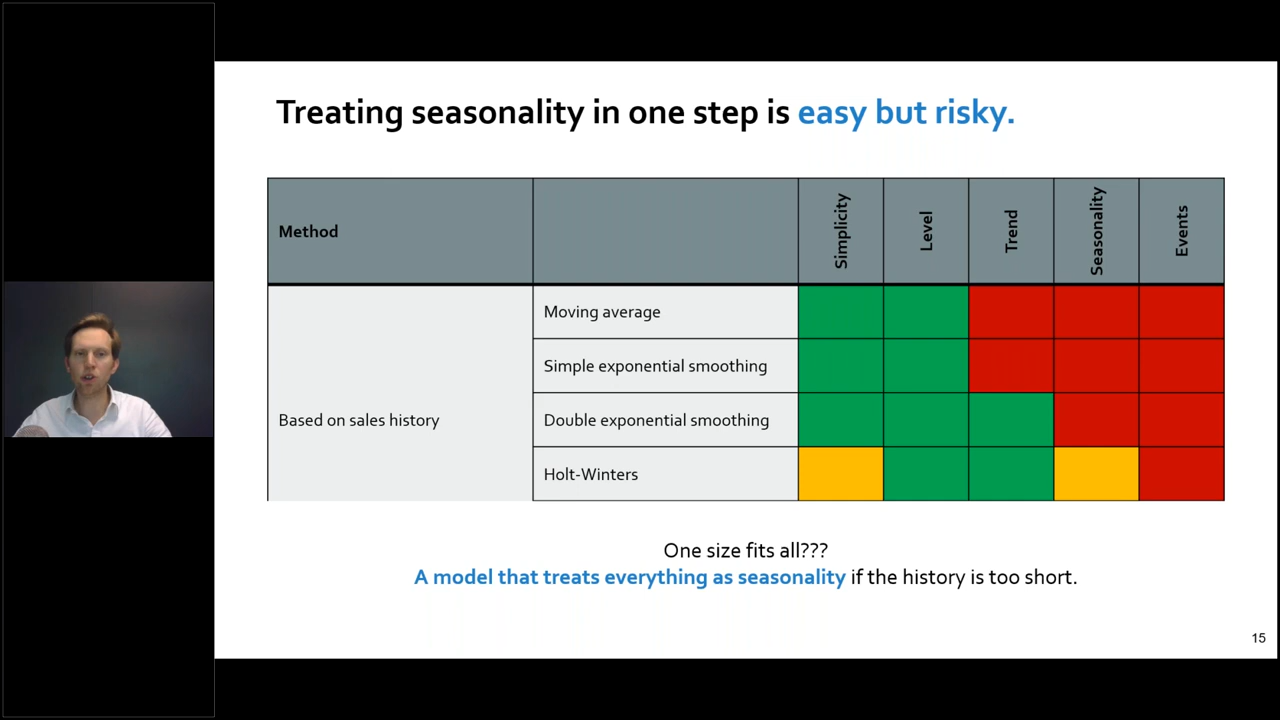 Treating seasonality in one step is easy but risky.
Method
Simplicity
Level
Trend
Seasonality
Events
Based on sales history
Moving average
Simple exponential smoothing
Double exponential smoothing
Holt-Winters
One size fits all???
A model that treats everything as seasonality if the history is too short.
15